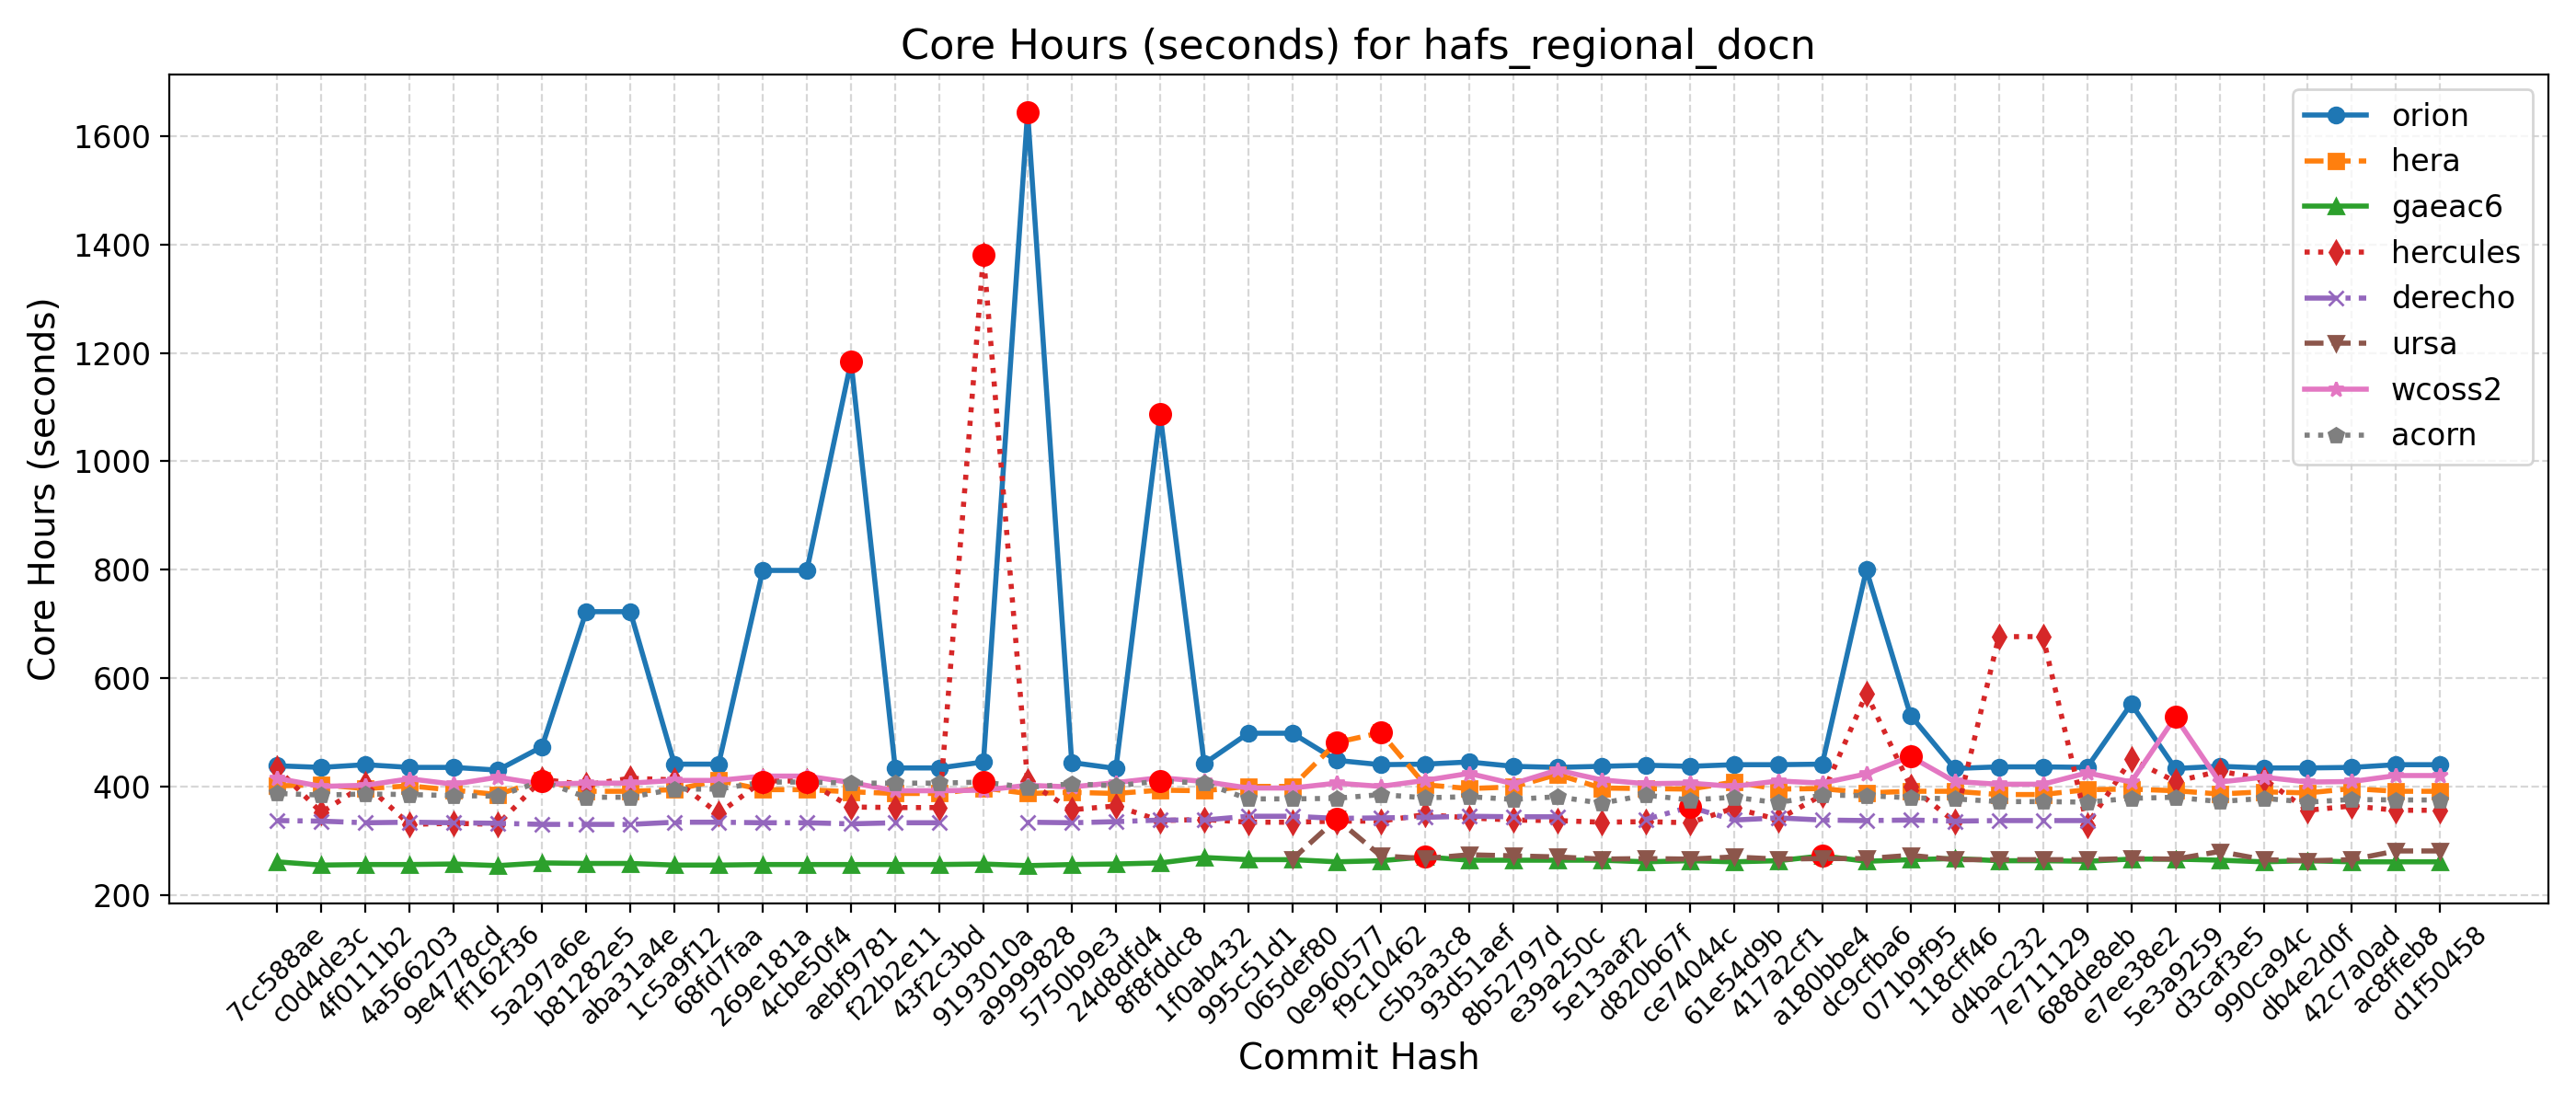 Core Hours (seconds) for hafs_regional_docn
Core Hours (seconds)
1600
1400
1200
1000
800
600
400
200
orion
hera
gaeac6
hercules
derecho
ursa
wcoss2
acorn
7cc588ae
c0d4de3c
4f0111b2
4a566203
9e4778cd
ff162f36
5a297a6e
b81282e5
aba31a4e
1c5a9f12
68fd7faa
269e181a
4cbe50f4
aebf9781
f22b2e11
43f2c3bd
9193010a
a9999828
5750b9e3
24d8dfd4
8f8fddc8
1f0ab432
995c51d1
065def80
0e960577
f9c10462
c5b3a3c8
93d51aef
8b52797d
e39a250c
5e13aaf2
d820b67f
ce74044c
61e54d9b
417a2cf1
a180bbe4
dc9cfba6
071b9f95
118cff46
d4bac232
7e711129
688de8eb
e7ee38e2
5e3a9259
d3caf3e5
990ca94c
db4e2d0f
42c7a0ad
ac8ffeb8
d1f50458
Commit Hash